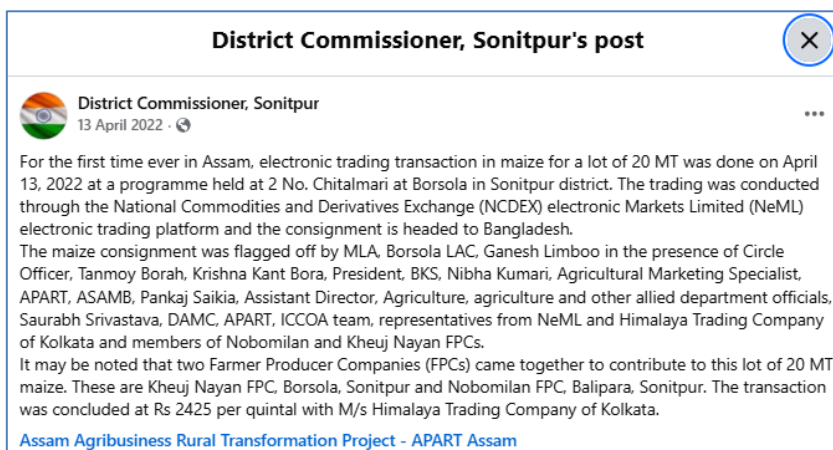 District Commissioner, Sonitpur's post
District Commissioner, Sonitpur
13 April 2022 ·
For the first time ever in Assam, electronic trading transaction in maize for a lot of 20 MT was done on April
13, 2022 at a programme held at 2 No. Chitalmari at Borsola in Sonitpur district. The trading was conducted
through the National Commodities and Derivatives Exchange (NCDEX) electronic Markets Limited (NeML)
electronic trading platform and the consignment is headed to Bangladesh.
The maize consignment was flagged off by MLA, Borsola LAC, Ganesh Limboo in the presence of Circle
Officer, Tanmoy Borah, Krishna Kant Bora, President, BKS, Nibha Kumari, Agricultural Marketing Specialist,
APART, ASAMB, Pankaj Saikia, Assistant Director, Agriculture, agriculture and other allied department officials,
Saurabh Srivastava, DAMC, APART, ICCOA team, representatives from NeML and Himalaya Trading Company
of Kolkata and members of Nobomilan and Kheuj Nayan FPCs.
It may be noted that two Farmer Producer Companies (FPCs) came together to contribute to this lot of 20 MT
maize. These are Kheuj Nayan FPC, Borsola, Sonitpur and Nobomilan FPC, Balipara, Sonitpur. The transaction
was concluded at Rs 2425 per quintal with M/s Himalaya Trading Company of Kolkata.
Assam Agribusiness Rural Transformation Project - APART Assam